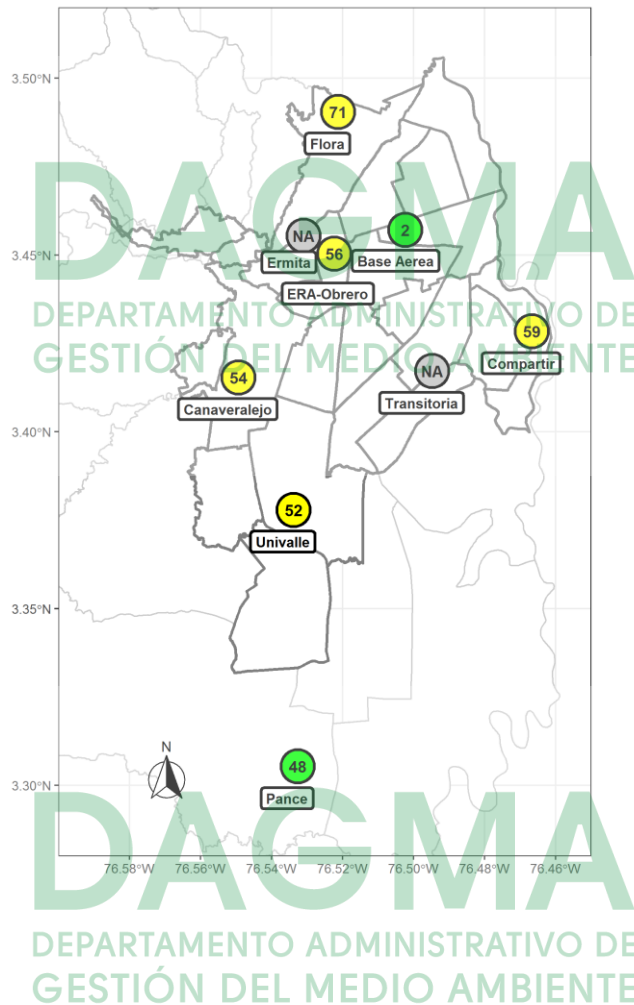 3.50°N
71
Flora
DAGMA
NA
2
3.45°N
56
Ermita
Base Aerea
ERA-Obrero
DEPARTAMENTO ADMINISTRATIVO DE
59
GESTIÓN DEL MEDIO AMBIENTE
Compartir
54
NA
Canaveralejo
Transitoria
3.40°N
52
Univalle
3.35°N
N
48
3.30°N
Pance
DAGMA
76.58°W 76.56°W 76.54°W 76.52°W 76.50°W 76.48°W 76.46°W
DEPARTAMENTO ADMINISTRATIVO DE
GESTIÓN DEL MEDIO AMBIENTE